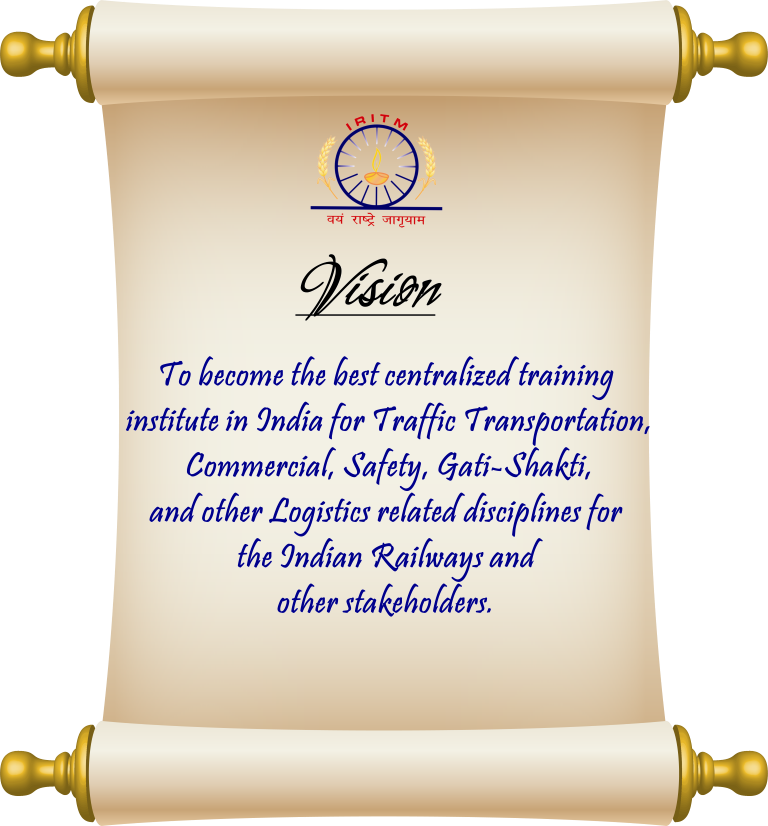 IRITM
वयं राष्ट्रे जागृयाम
Vision
To become the best centralized training
institute in India for Traffic Transportation,
Commercial, Safety, Gati-Shakti,
and other Logistics related disciplines for
the Indian Railways and
other stakeholders.